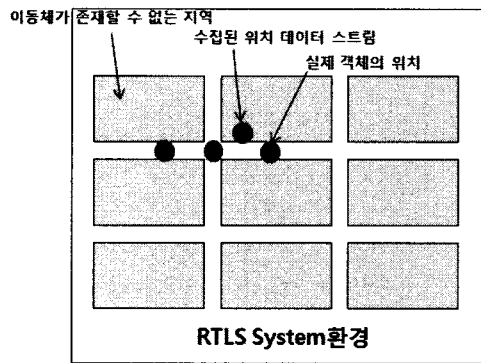 이동체가 존재할 수 없는 지역
수집된 위치 데이터 스트림
실제 객체의 위치
RTLS System환경